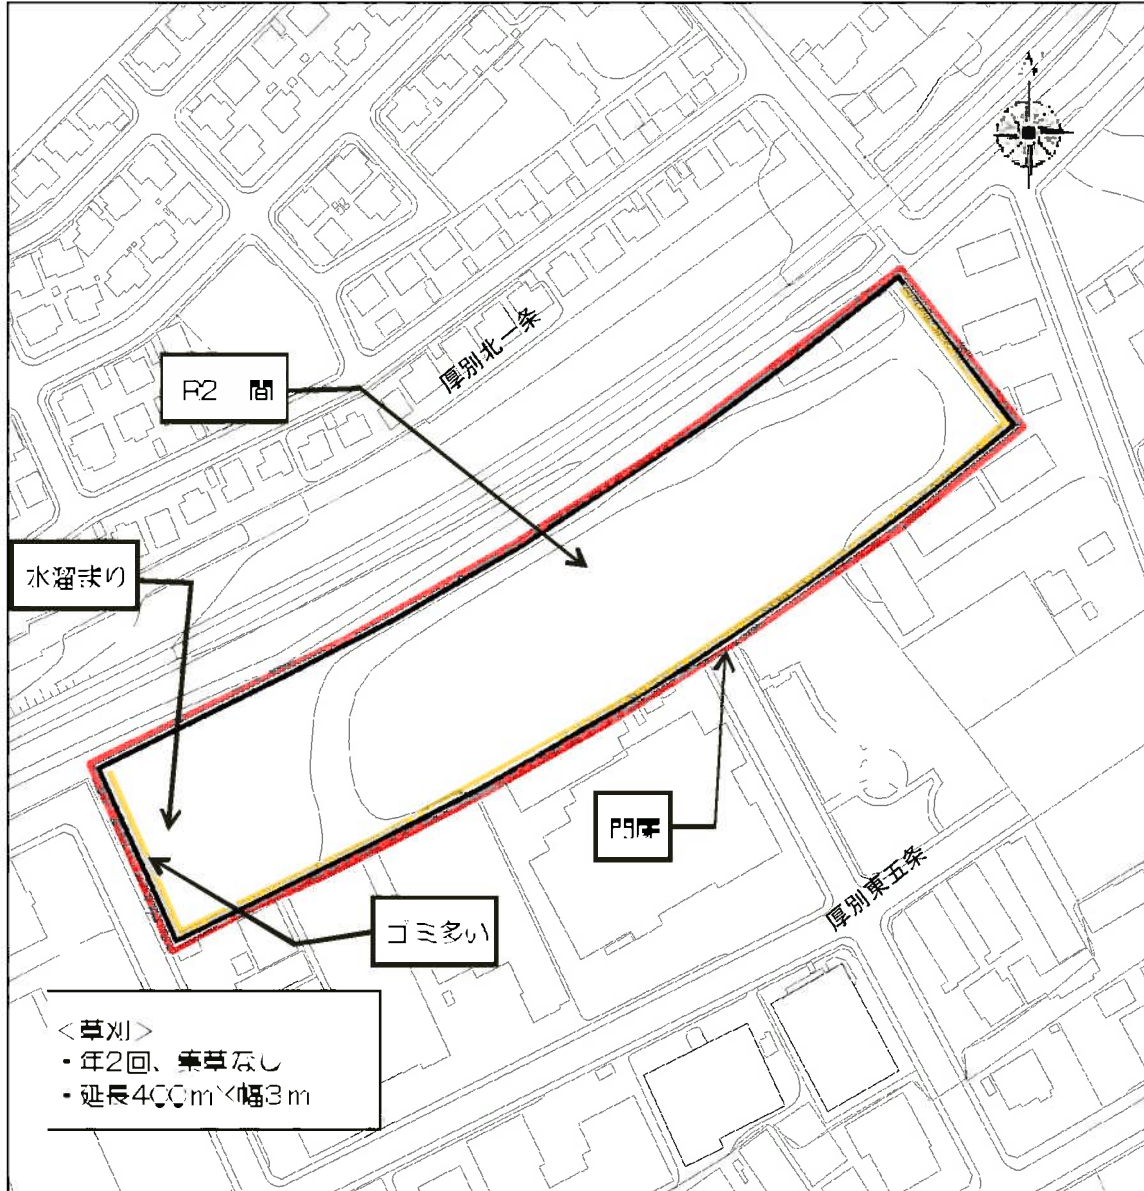 厚別北一条
R2 間
水溜まり
門扉
厚別東五条
ゴミ多い
＜草刈＞
・年2回、集草なし
・延長400m×幅3m